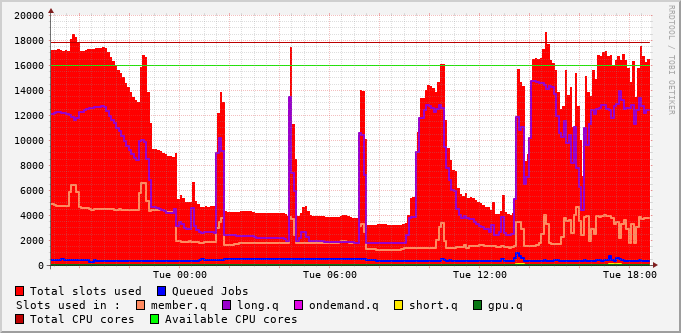 20000
18000
16000
14000
12000
10000
8000
6000
4000
2000
0
Tue 00:00 Tue 06:00 Tue 12:00 Tue 18:00
Total slots used Queued Jobs
Slots used in : member.q long.q ondemand.q short.q gpu.q
Total CPU cores Available CPU cores
RRDTOOL / TOBI OETIKER